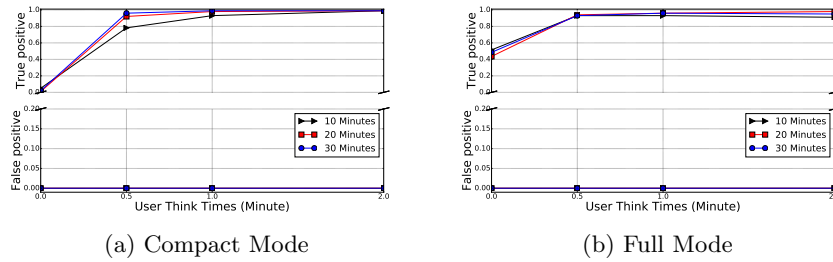 1.0
0.8
0.6
0.4
0.2
0.0
True positive
0.20
0.15
0.10
0.05
0.00
False positive
10 Minutes
20 Minutes
30 Minutes
0.0 0.5 1.0 2.0
User Think Times (Minute)
(a) Compact Mode
1.0
0.8
0.6
0.4
0.2
0.0
True positive
0.20
0.15
0.10
0.05
0.00
False positive
10 Minutes
20 Minutes
30 Minutes
0.0 0.5 1.0
User Think Times (Minute)
(b) Full Mode